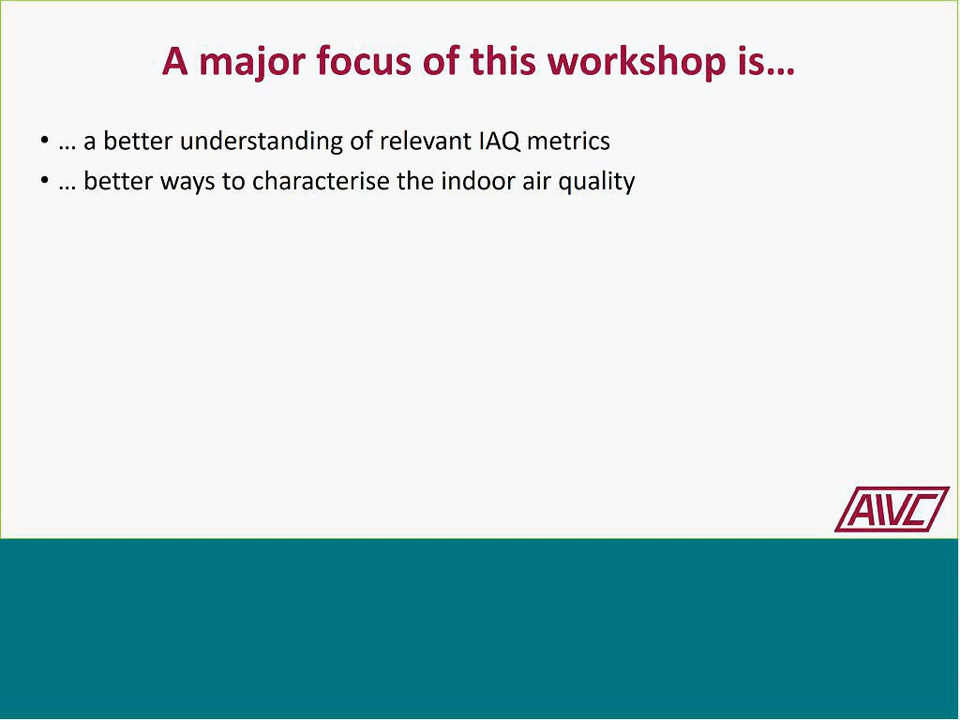 A major focus of this workshop is…
• … a better understanding of relevant IAQ metrics
• … better ways to characterise the indoor air quality
AIVC